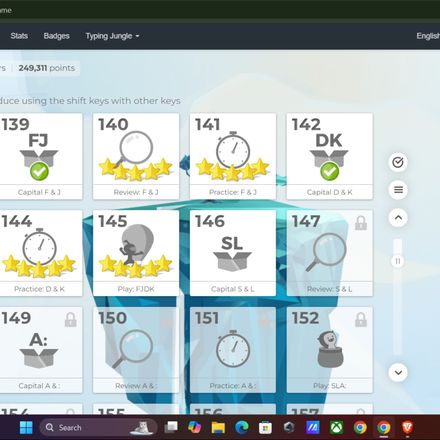 ome
Stats Badges Typing Jungle English
rs 249,311 points
duce using the shift keys with other keys
139 140 141 142
FJ DK
Capital F & J Review: F & J Practice: F & J Capital D & K
144 145 146 147
SL
Practice: D & K Play: FJDK Capital S & L Review: S & L
11
149 150 151 152
A:
Capital A & : Review A & : Practice: A & : Play: SLA:
154 155 156 157
Search